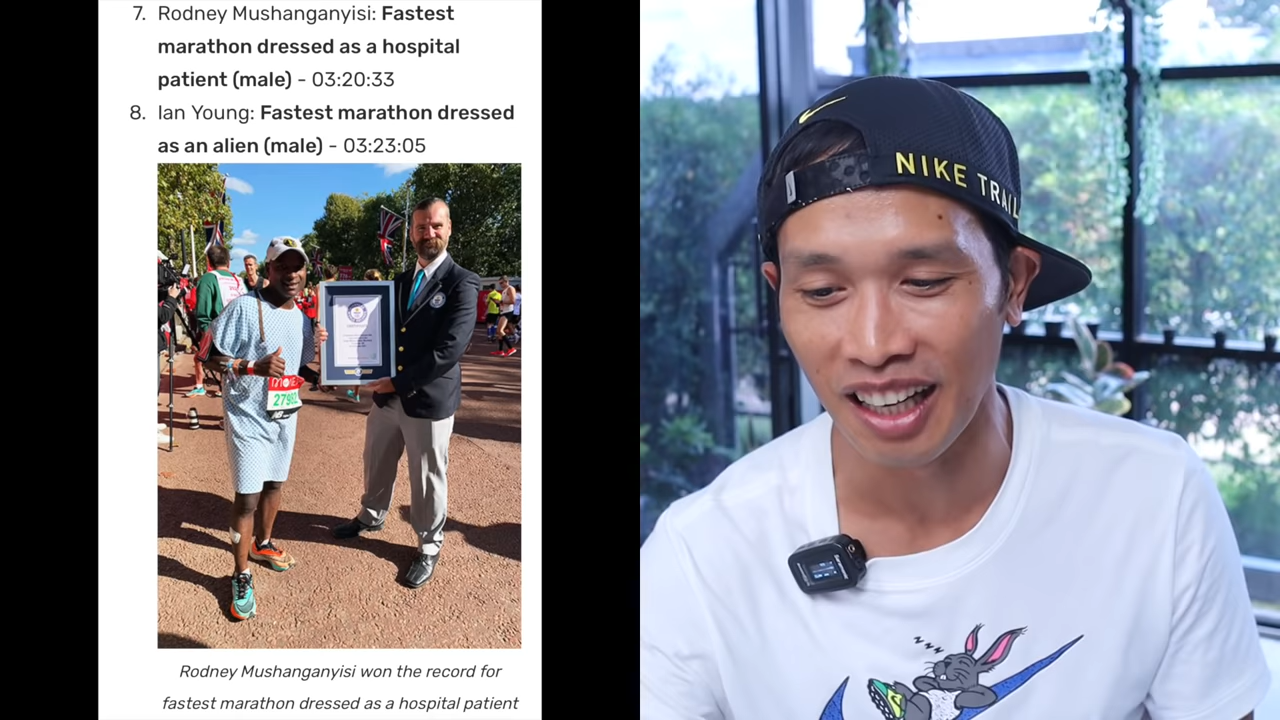 7. Rodney Mushanganyisi: Fastest
marathon dressed as a hospital
patient (male) - 03:20:33
8. Ian Young: Fastest marathon dressed
as an alien (male) - 03:23:05
27982
Rodney Mushanganyisi won the record for
fastest marathon dressed as a hospital patient
NIKE TRAIL
zzz